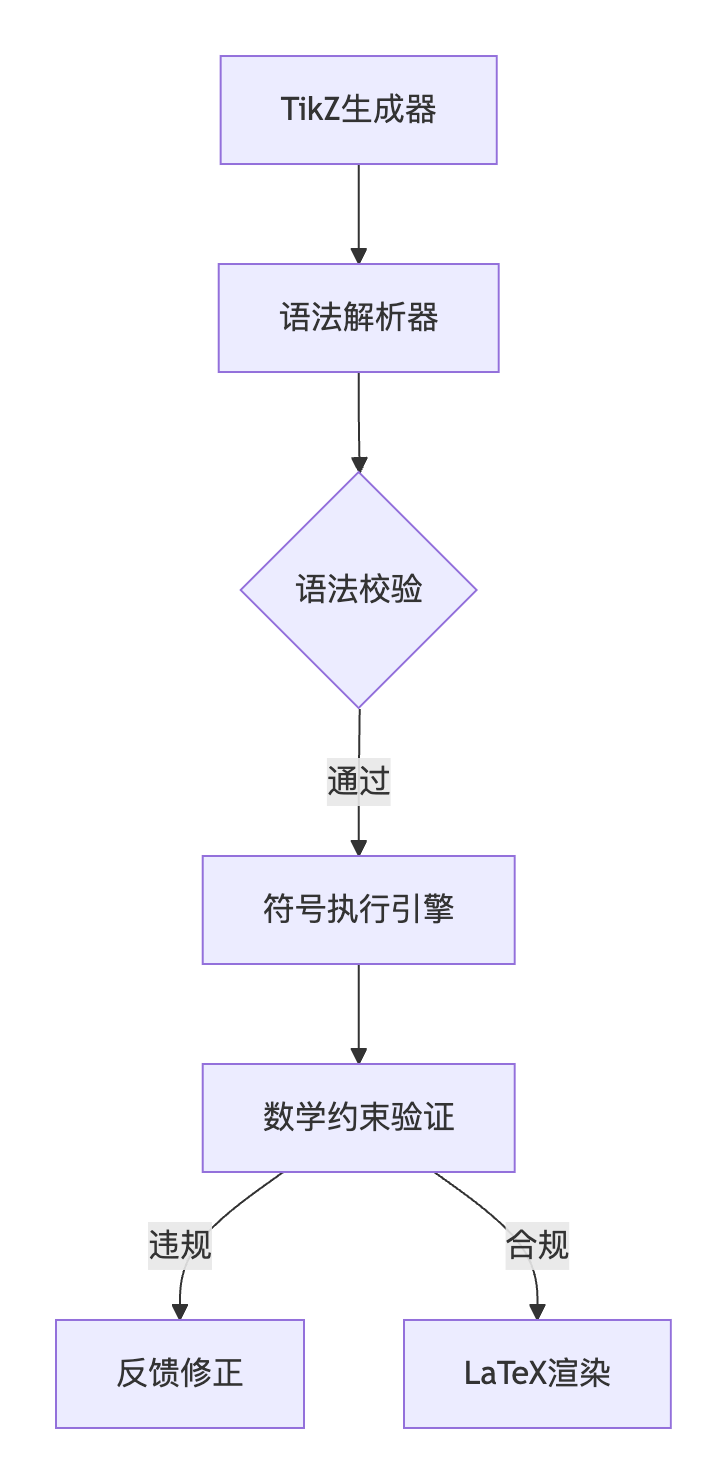 TikZ生成器
语法解析器
语法校验
通过
符号执行引擎
数学约束验证
违规
合规
反馈修正
LaTeX渲染